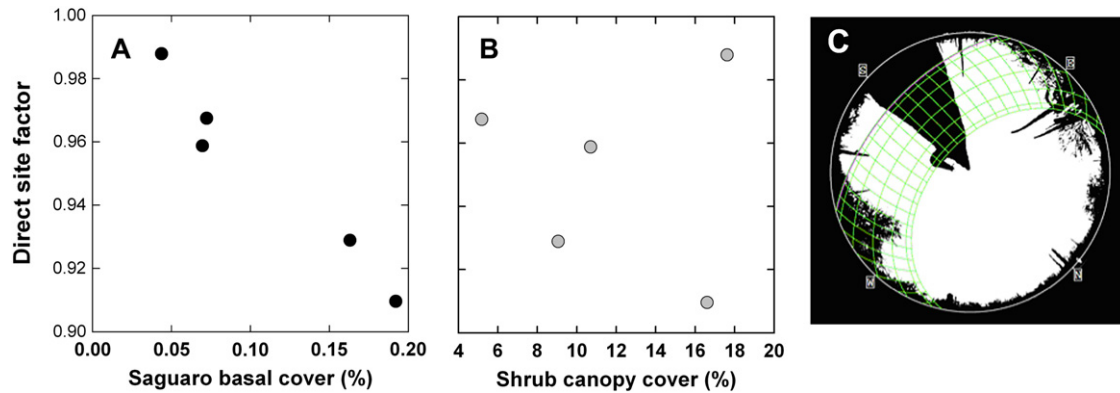 A
B
C
Direct site factor
1.00
0.98
0.96
0.94
0.92
0.90
0.00 0.05 0.10 0.15 0.20
Saguaro basal cover (%)
4 6 8 10 12 14 16 18 20
Shrub canopy cover (%)